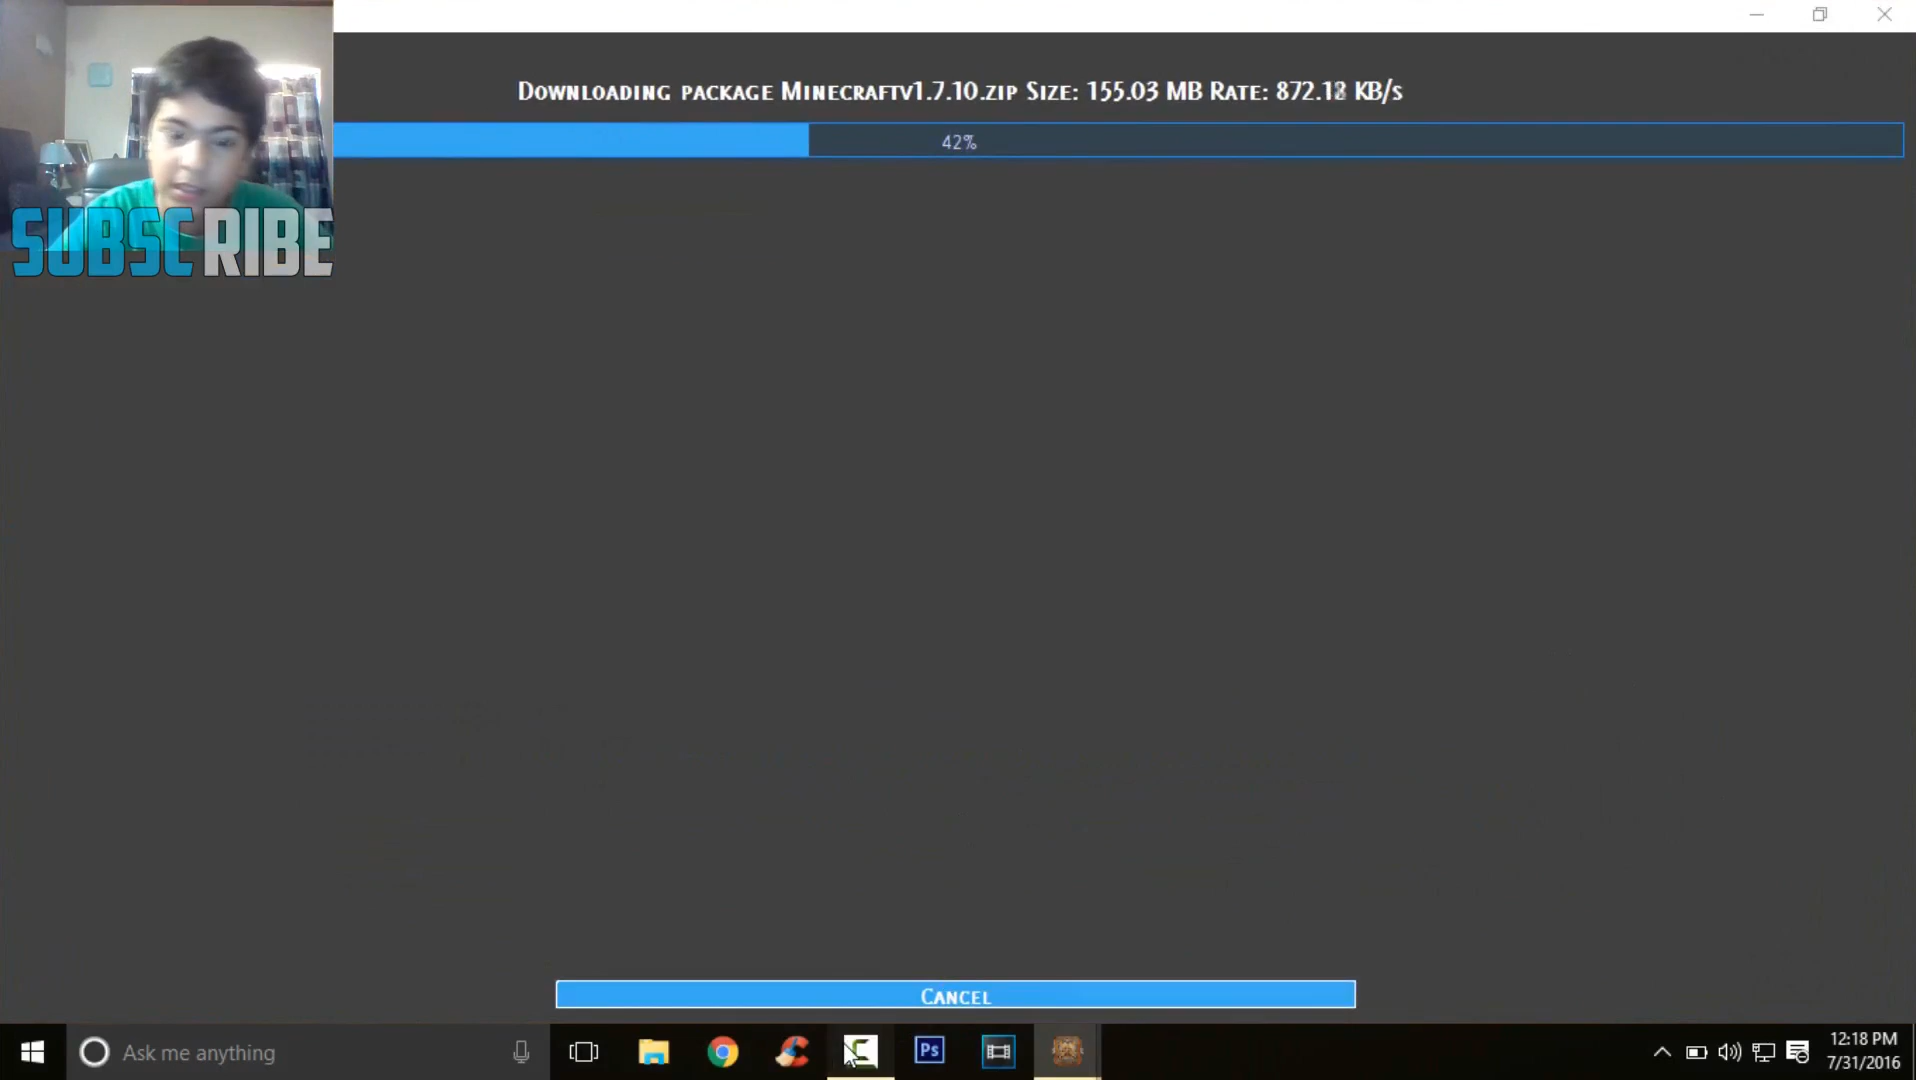 Downloading package Minecraftv1.7.10.zip Size: 155.03 MB Rate: 872.18 KB/s
42%
SUBSCRIBE
Cancel
Ask me anything
Ps
12:18 PM
7/31/2016